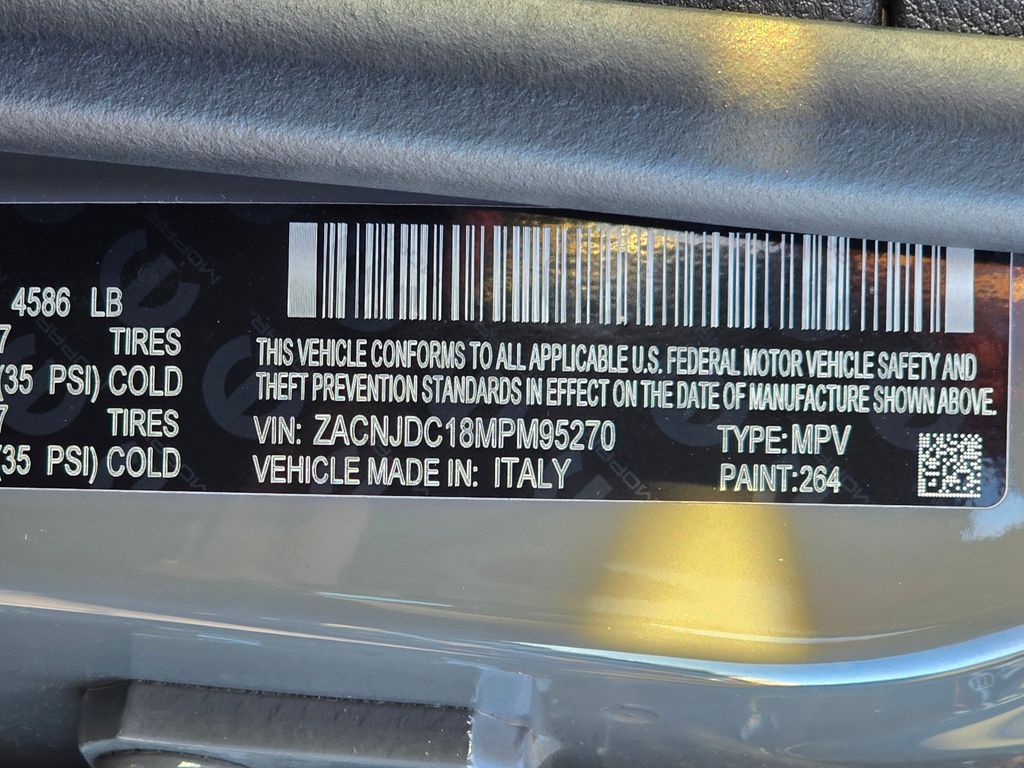 4586 LB
7 TIRES
(35 PSI) COLD
7 TIRES
(35 PSI) COLD
THIS VEHICLE CONFORMS TO ALL APPLICABLE U.S. FEDERAL MOTOR VEHICLE SAFETY AND
THEFT PREVENTION STANDARDS IN EFFECT ON THE DATE OF MANUFACTURE SHOWN ABOVE.
VIN: ZACNJDC18MPM95270 TYPE: MPV
VEHICLE MADE IN: ITALY PAINT: 264
MOPAR